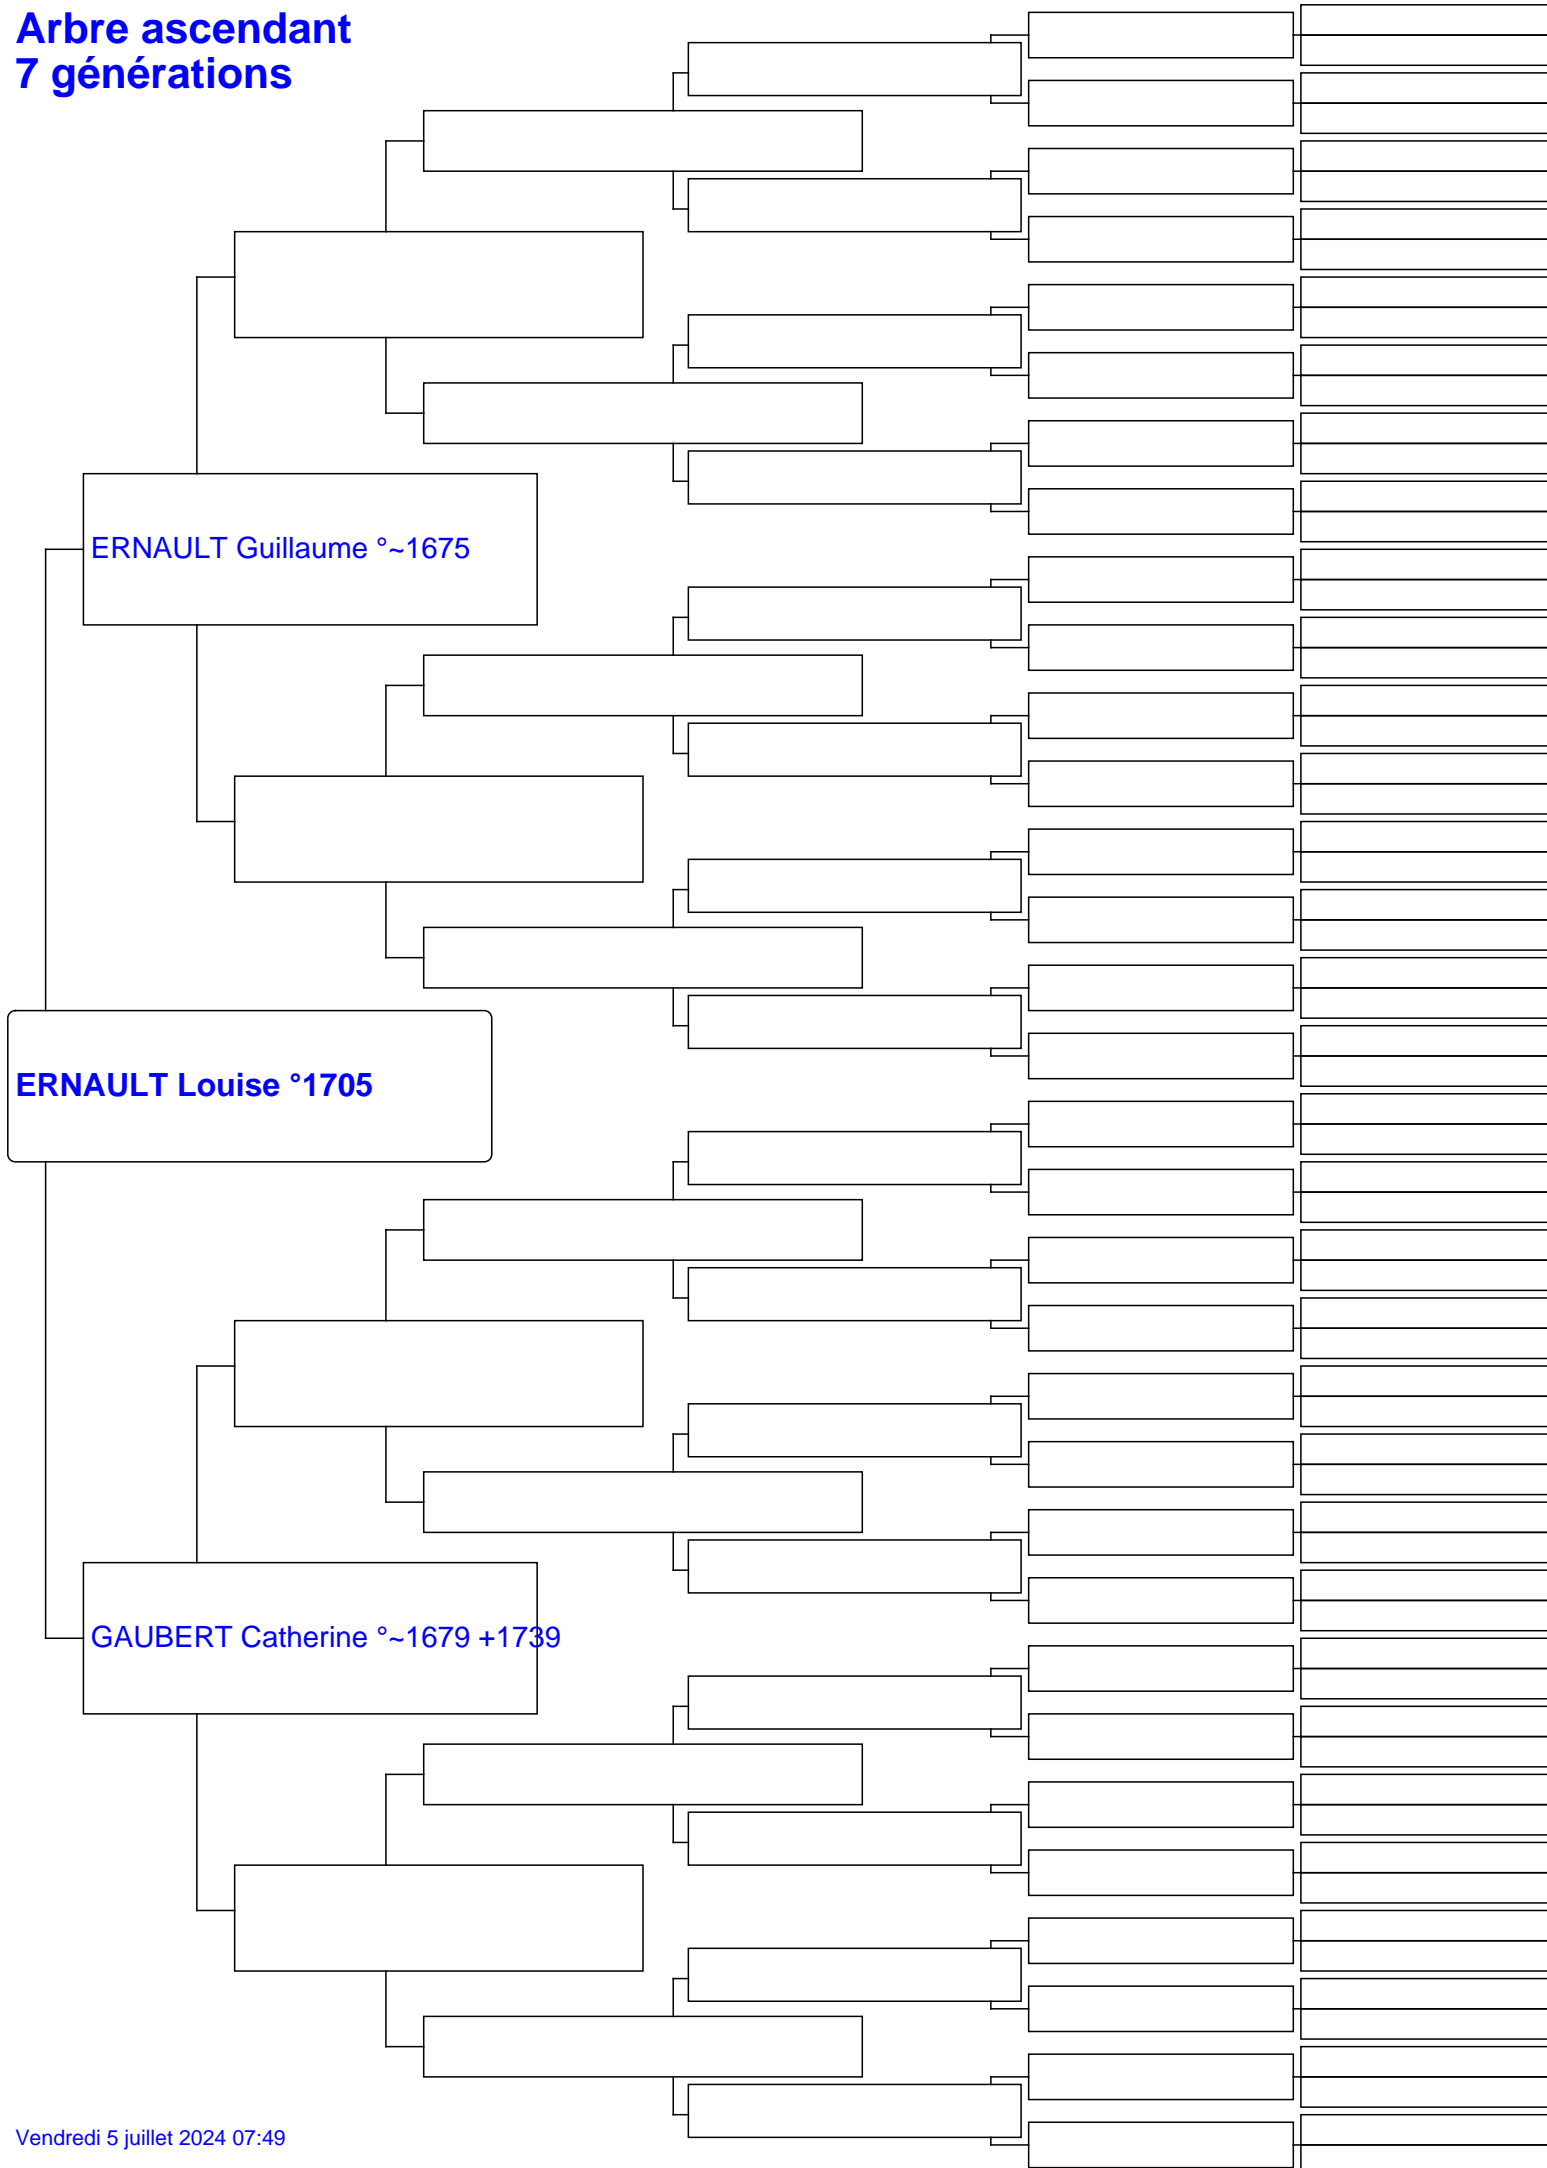 Arbre ascendant
7 générations
ERNAULT Guillaume °~1675
ERNAULT Louise °1705
GAUBERT Catherine °~1679 +1739
Vendredi 5 juillet 2024 07:49